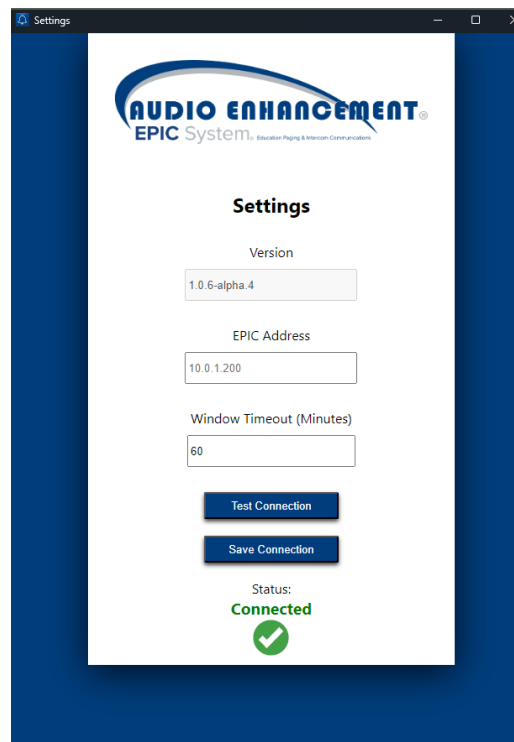 Settings
AUDIO ENHANCEMENT®
EPIC System® Education Paging & Intercom Communications
Settings
Version
1.0.6-alpha.4
EPIC Address
10.0.1.200
Window Timeout (Minutes)
60
Test Connection
Save Connection
Status:
Connected